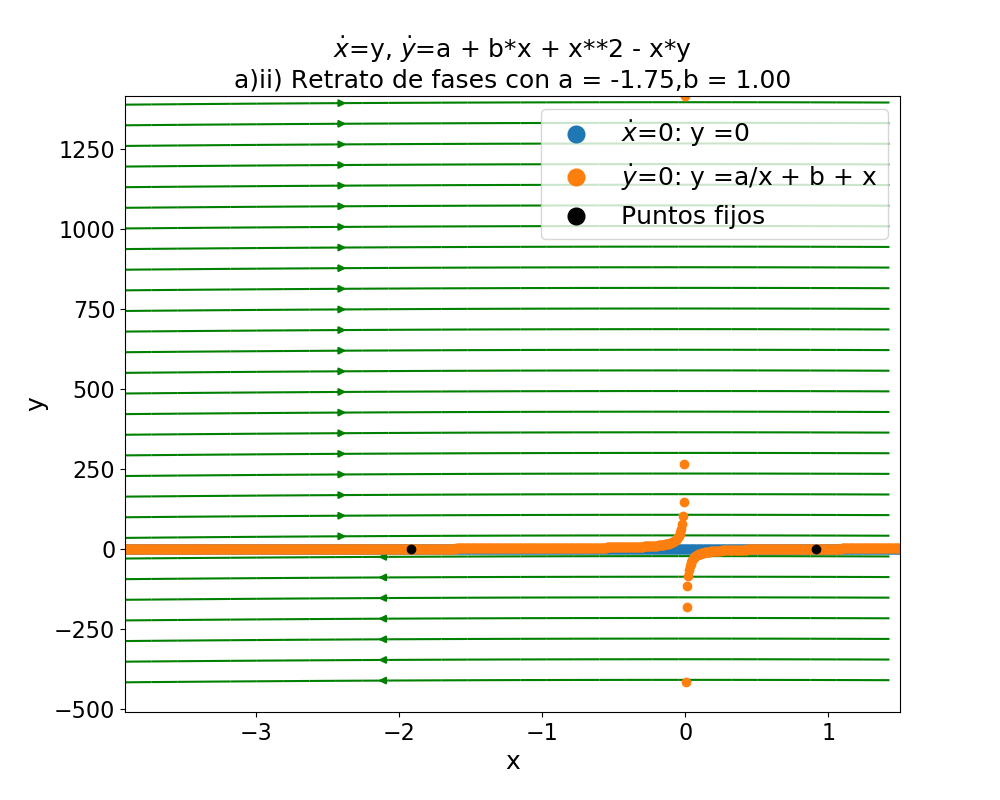 ẋ=y, ẏ=a + b*x + x**2 - x*y
a)ii) Retrato de fases con a = -1.75,b = 1.00
ẋ=0: y =0
ẏ=0: y =a/x + b + x
Puntos fijos
1250
1000
750
500
250
0
−250
−500
y
−3
−2
−1
0
1
x